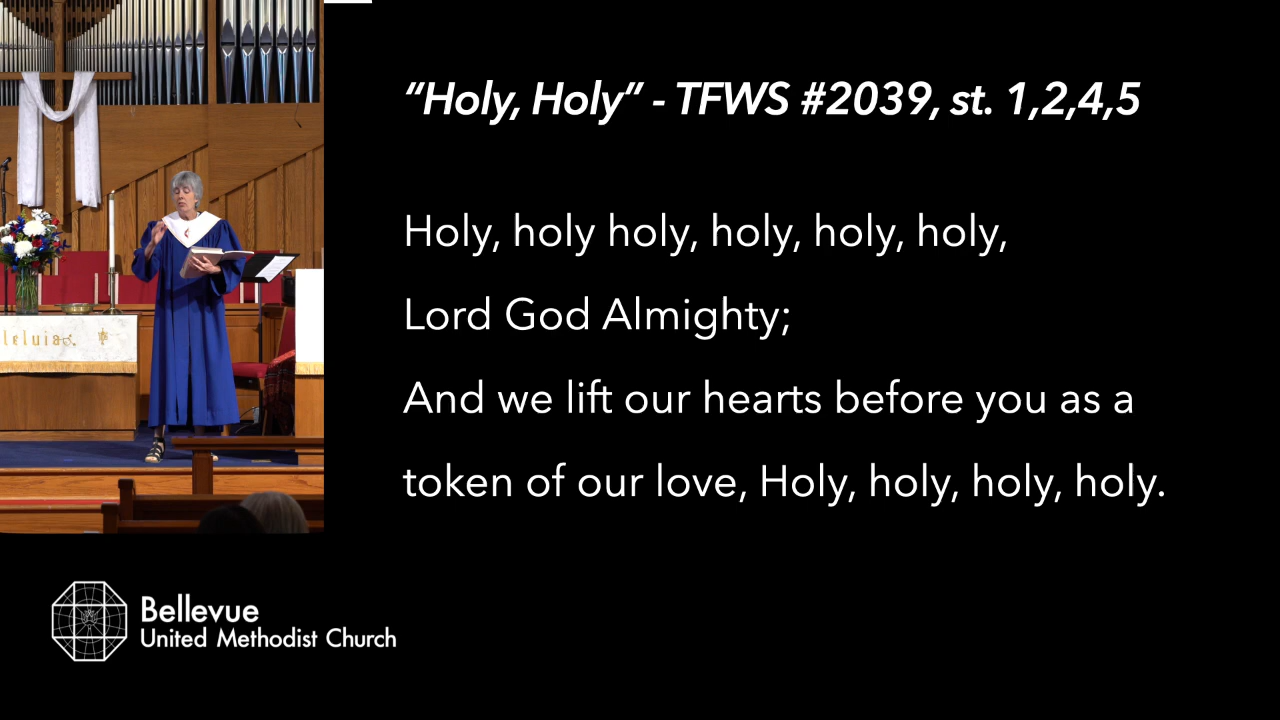 “Holy, Holy” - TFWS #2039, st. 1,2,4,5
Holy, holy holy, holy, holy, holy,
Lord God Almighty;
And we lift our hearts before you as a
token of our love, Holy, holy, holy, holy.
leluia
Bellevue
United Methodist Church